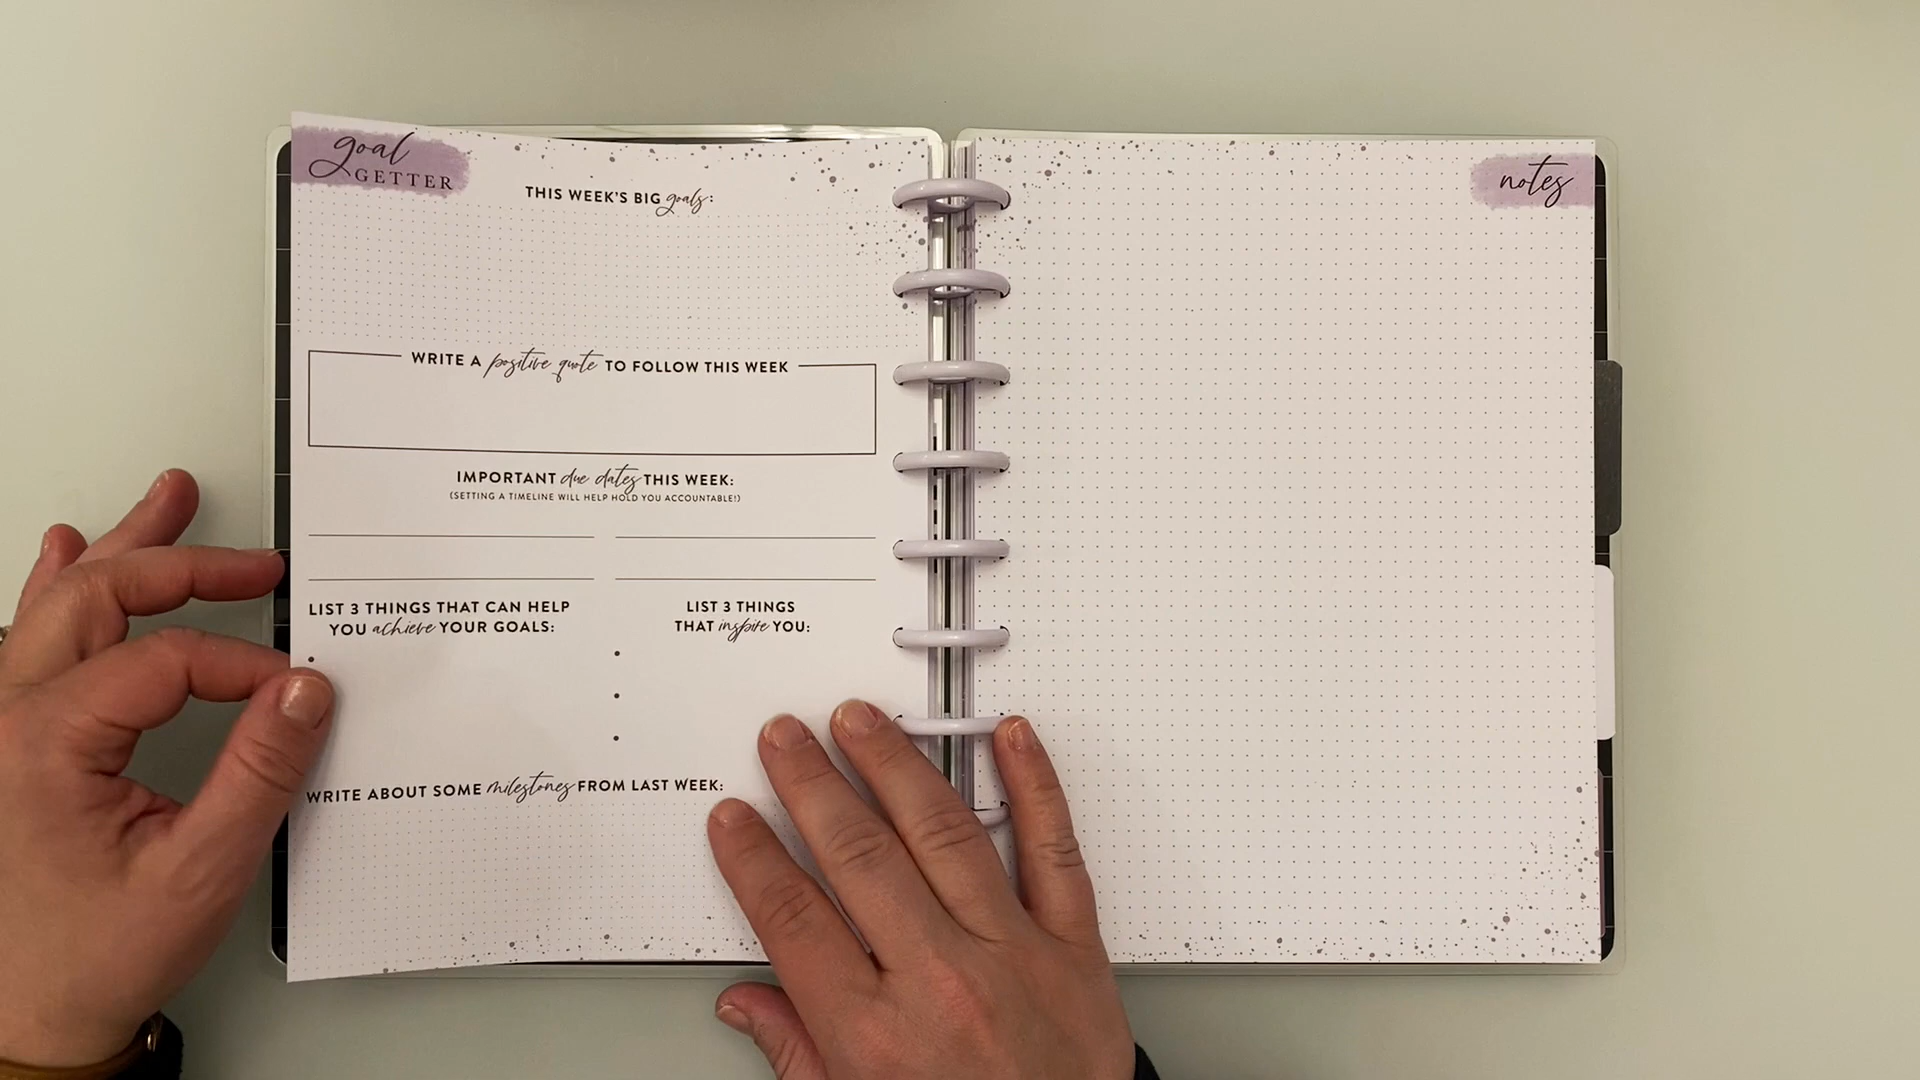 goal
GETTER
THIS WEEK'S BIG goals:
WRITE A positive quote TO FOLLOW THIS WEEK
IMPORTANT due dates THIS WEEK:
(SETTING A TIMELINE WILL HELP HOLD YOU ACCOUNTABLE!)
LIST 3 THINGS THAT CAN HELP
YOU achieve YOUR GOALS:
LIST 3 THINGS
THAT inspire YOU:
WRITE ABOUT SOME milestones FROM LAST WEEK:
notes